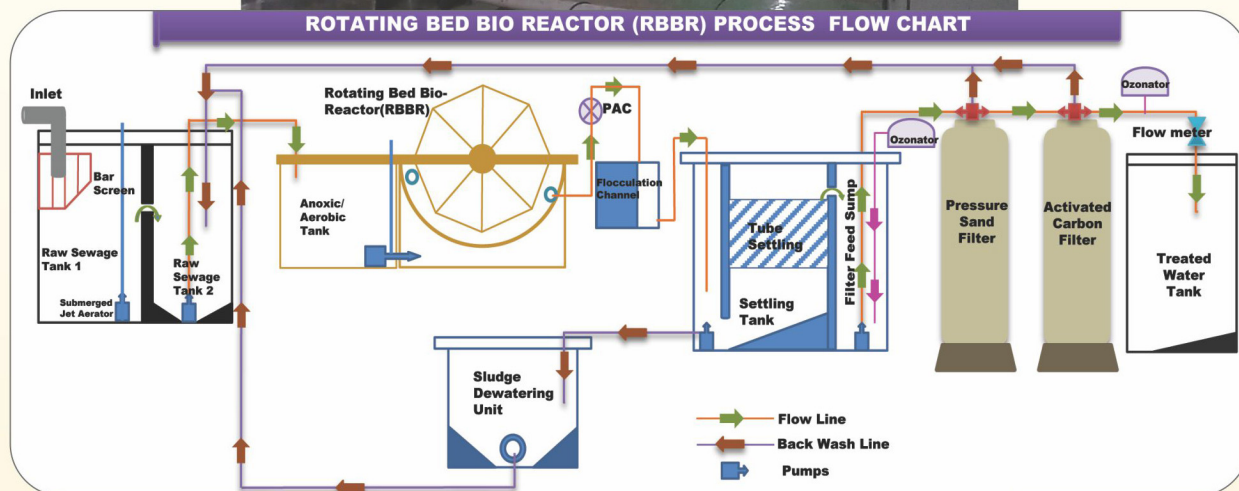 ROTATING BED BIO REACTOR (RBBR) PROCESS FLOW CHART
Inlet
Bar
Screen
Raw Sewage
Tank 1
Submerged
Jet Aerator
Raw
Sewage
Tank 2
Rotating Bed Bio-
Reactor(RBBR)
Anoxic/
Aerobic
Tank
PAC
Flocculation
Channel
Tube
Settling
Settling
Tank
Filter Feed Sump
Ozonator
Pressure
Sand
Filter
Activated
Carbon
Filter
Ozonator
Flow meter
Treated
Water
Tank
Sludge
Dewatering
Unit
Flow Line
Back Wash Line
Pumps